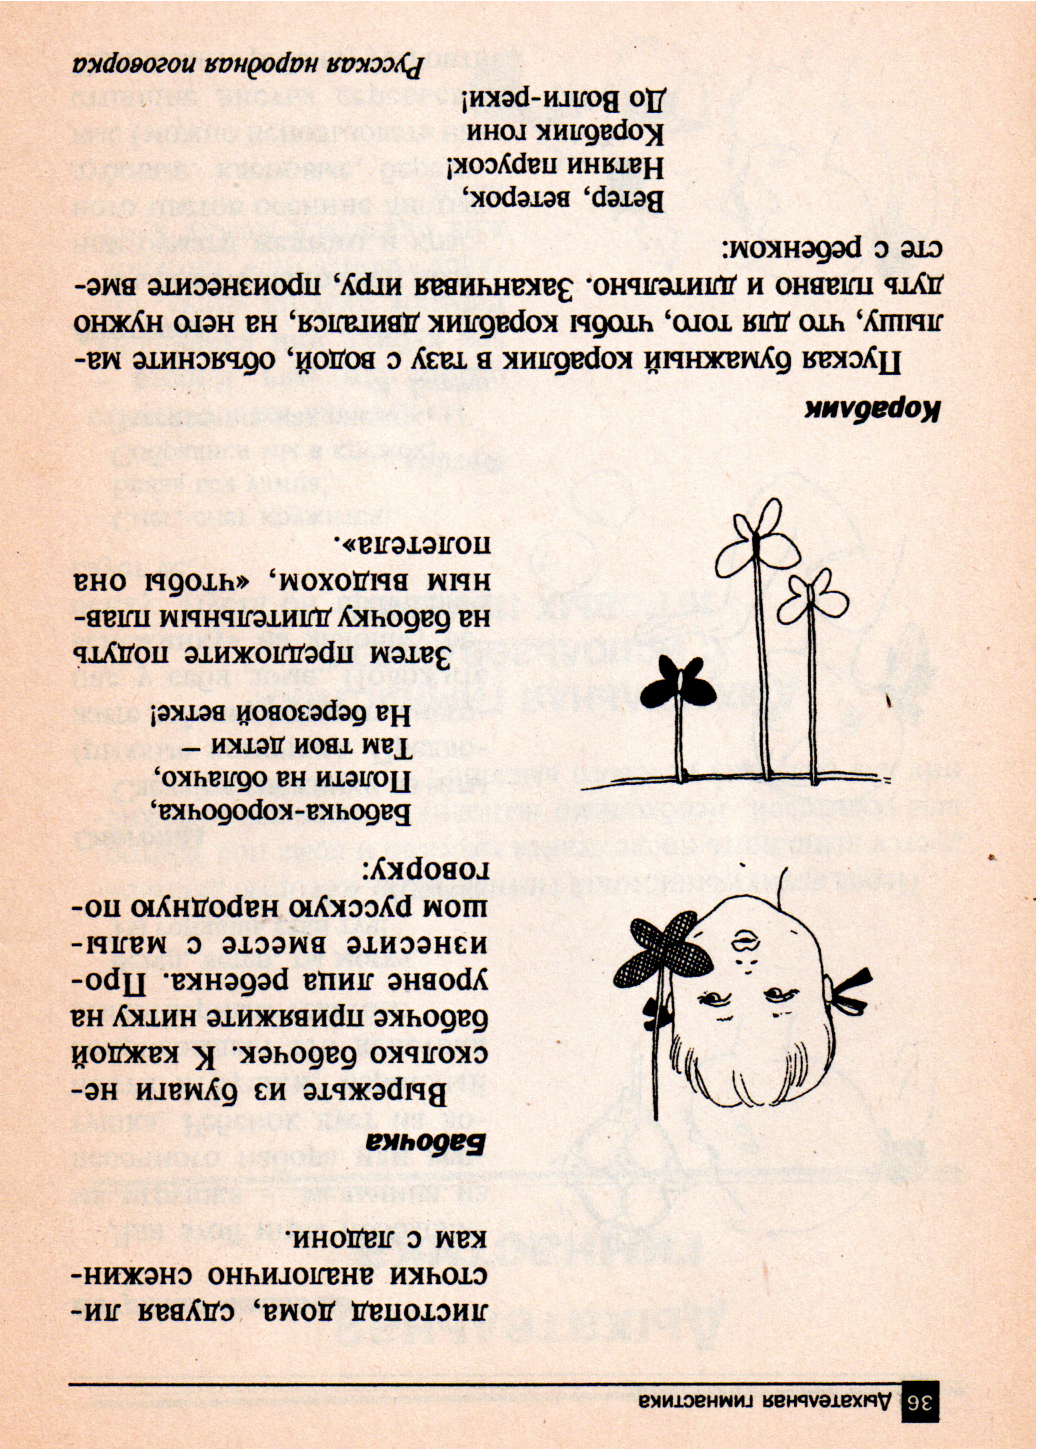 36
Дыхательная гимнастика
листопад дома, сдувая ли-
сточки аналогично снежин-
кам с ладони.
Бабочка
Вырежьте из бумаги не-
сколько бабочек. К каждой
бабочке привяжите нитку на
уровне лица ребенка. Про-
изнесите вместе с малы-
шом русскую народную по-
говорку:
Бабочка-коробочка,
Полети на облачко,
Там твои детки –
На березовой ветке!
Затем предложите подуть
на бабочку длительным плав-
ным выдохом, «чтобы она
полетела».
Кораблик
Пуская бумажный кораблик в тазу с водой, объясните ма-
лышу, что для того, чтобы кораблик двигался, на него нужно
дуть плавно и длительно. Заканчивая игру, произнесите вме-
сте с ребенком:
Ветер, ветерок,
Натяни парусок!
Кораблик гони
До Волги-реки!
Русская народная поговорка